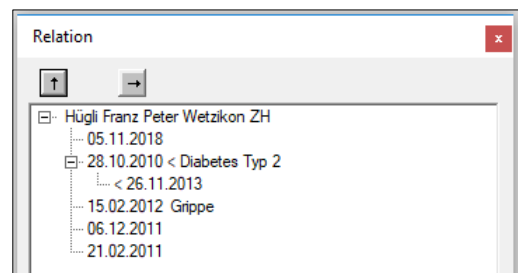 Relation
x
Hügli Franz Peter Wetzikon ZH
05.11.2018
28.10.2010 < Diabetes Typ 2
< 26.11.2013
15.02.2012 Grippe
06.12.2011
21.02.2011